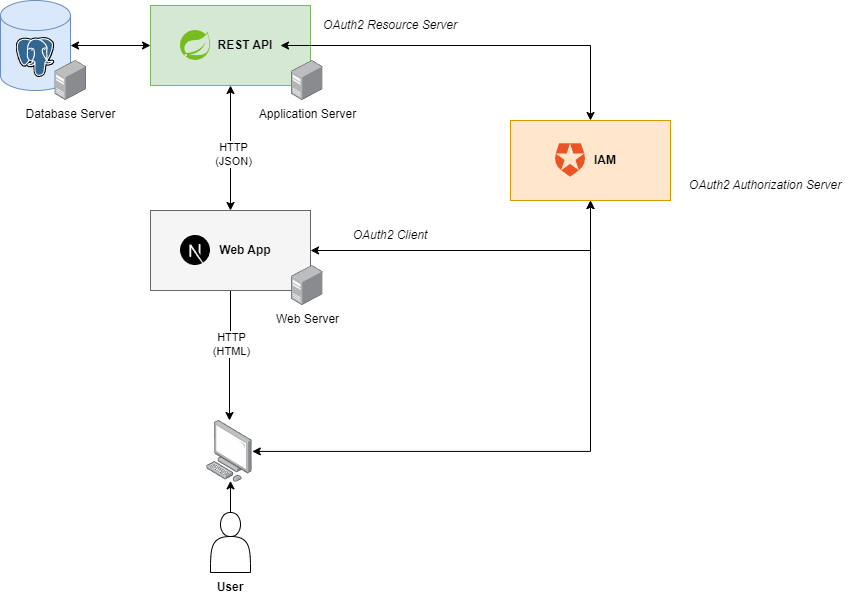 OAuth2 Resource Server
REST API
Database Server
Application Server
HTTP
(JSON)
IAM
OAuth2 Authorization Server
OAuth2 Client
N
Web App
Web Server
HTTP
(HTML)
User